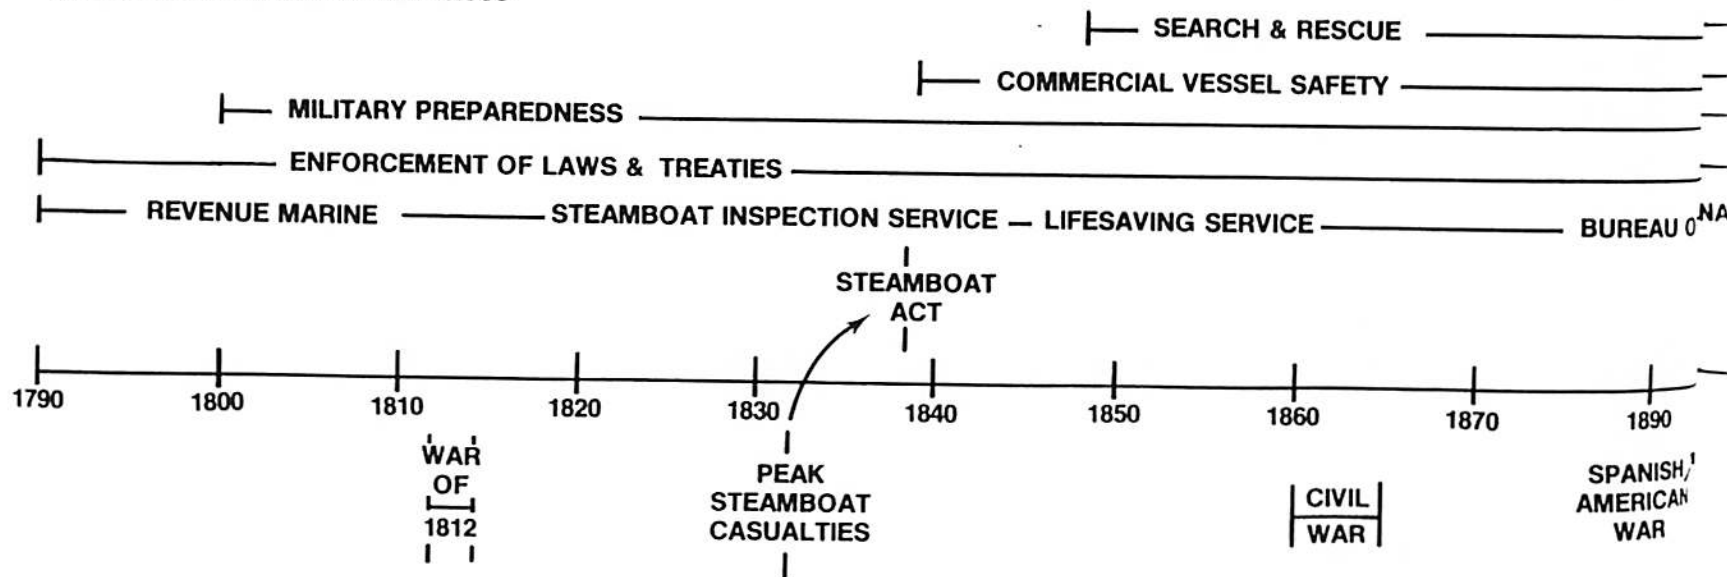 SEARCH & RESCUE
COMMERCIAL VESSEL SAFETY
MILITARY PREPAREDNESS
ENFORCEMENT OF LAWS & TREATIES
REVENUE MARINE STEAMBOAT INSPECTION SERVICE LIFESAVING SERVICE BUREAU O NA
STEAMBOAT
ACT
1790 1800 1810 1820 1830 1840 1850 1860 1870 1890
WAR
OF
1812
PEAK
STEAMBOAT
CASUALTIES
CIVIL
WAR
SPANISH
AMERICAN
WAR